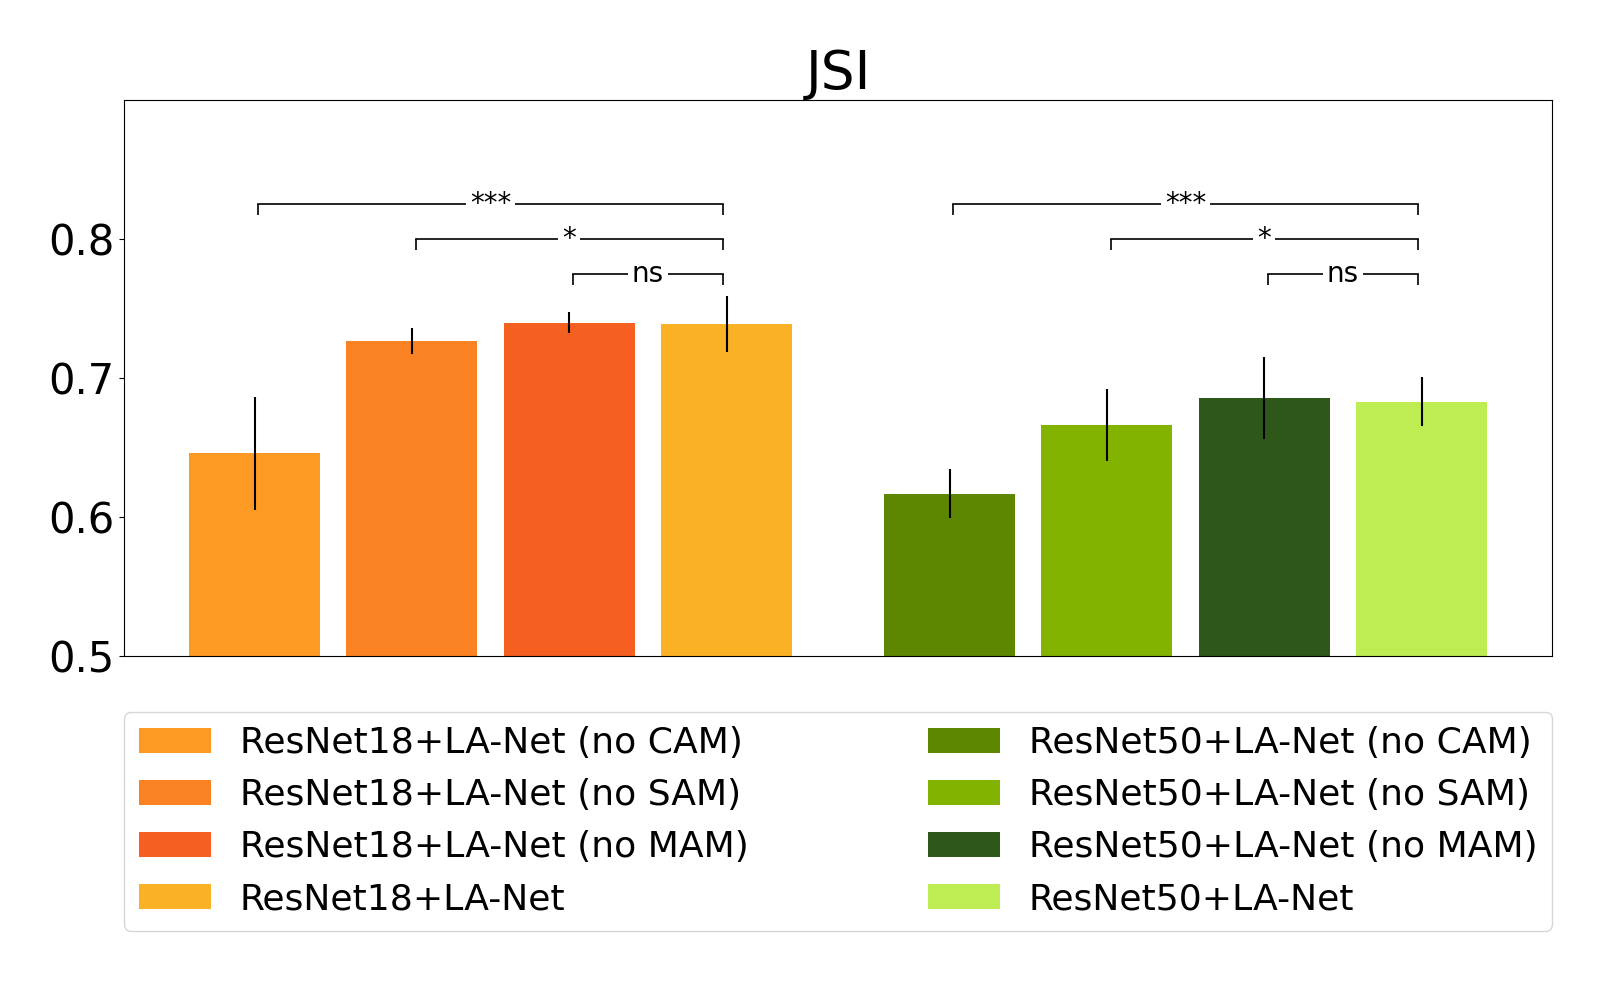 JSI
*** ***
0.8 * *
ns ns
0.7
0.6
0.5
ResNet18+LA-Net (no CAM)
ResNet18+LA-Net (no SAM)
ResNet18+LA-Net (no MAM)
ResNet18+LA-Net
ResNet50+LA-Net (no CAM)
ResNet50+LA-Net (no SAM)
ResNet50+LA-Net (no MAM)
ResNet50+LA-Net